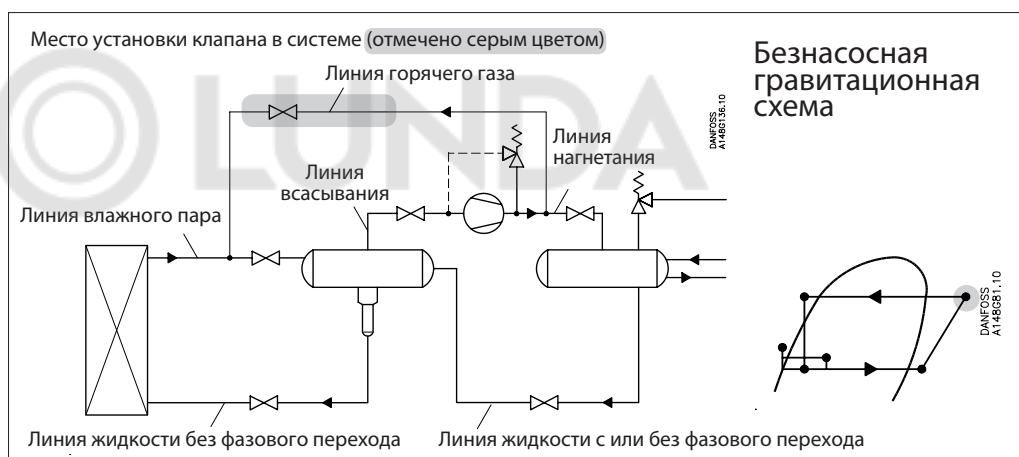 Место установки клапана в системе (отмечено серым цветом)
Безнасосная
гравитационная
схема
Линия горячего газа
LUNDA
DANFOSS
A148G136.10
Линия
нагнетания
Линия
всасывания
Линия влажного пара
DANFOSS
A148G81.10
Линия жидкости без фазового перехода
Линия жидкости с или без фазового перехода